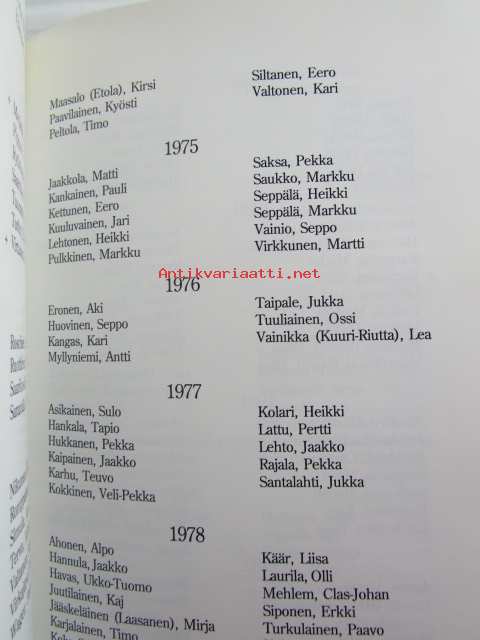 Maasalo (Etola), Kirsi
Paavilainen, Kyösti
Peltola, Timo
Siltanen, Eero
Valtonen, Kari
1975
Jaakkola, Matti
Kankainen, Pauli
Kettunen, Eero
Kuuluvainen, Jari
Lehtonen, Heikki
Pulkkinen, Markku
Saksa, Pekka
Saukko, Markku
Seppälä, Heikki
Seppälä, Markku
Vainio, Seppo
Virkkunen, Martti
Antikvariaatti.net
1976
Eronen, Aki
Huovinen, Seppo
Kangas, Kari
Myllyniemi, Antti
Taipale, Jukka
Tuuliainen, Ossi
Vainikka (Kuuri-Riutta), Lea
1977
Asikainen, Sulo
Hankala, Tapio
Hukkanen, Pekka
Kaipainen, Jaakko
Karhu, Teuvo
Kokkinen, Veli-Pekka
Kolari, Heikki
Lattu, Pertti
Lehto, Jaakko
Rajala, Pekka
Santalahti, Jukka
1978
Ahonen, Alpo
Hannula, Jaakko
Havas, Ukko-Tuomo
Juutilainen, Kaj
Jääskeläinen (Laasanen), Mirja
Karjalainen, Timo
Käär, Liisa
Laurila, Olli
Mehlem, Clas-Johan
Siponen, Erkki
Turkulainen, Paavo